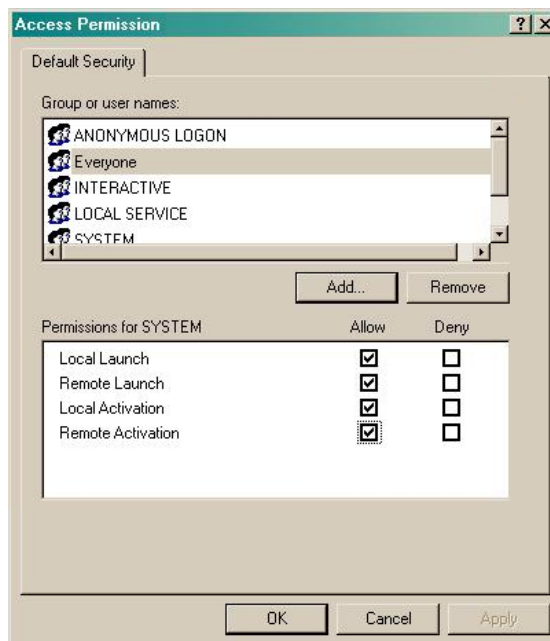 Access Permission
Default Security
Group or user names:
ANONYMOUS LOGON
Everyone
INTERACTIVE
LOCAL SERVICE
SYSTEM
Add... Remove
Permissions for SYSTEM Allow Deny
Local Launch
Remote Launch
Local Activation
Remote Activation
OK Cancel Apply